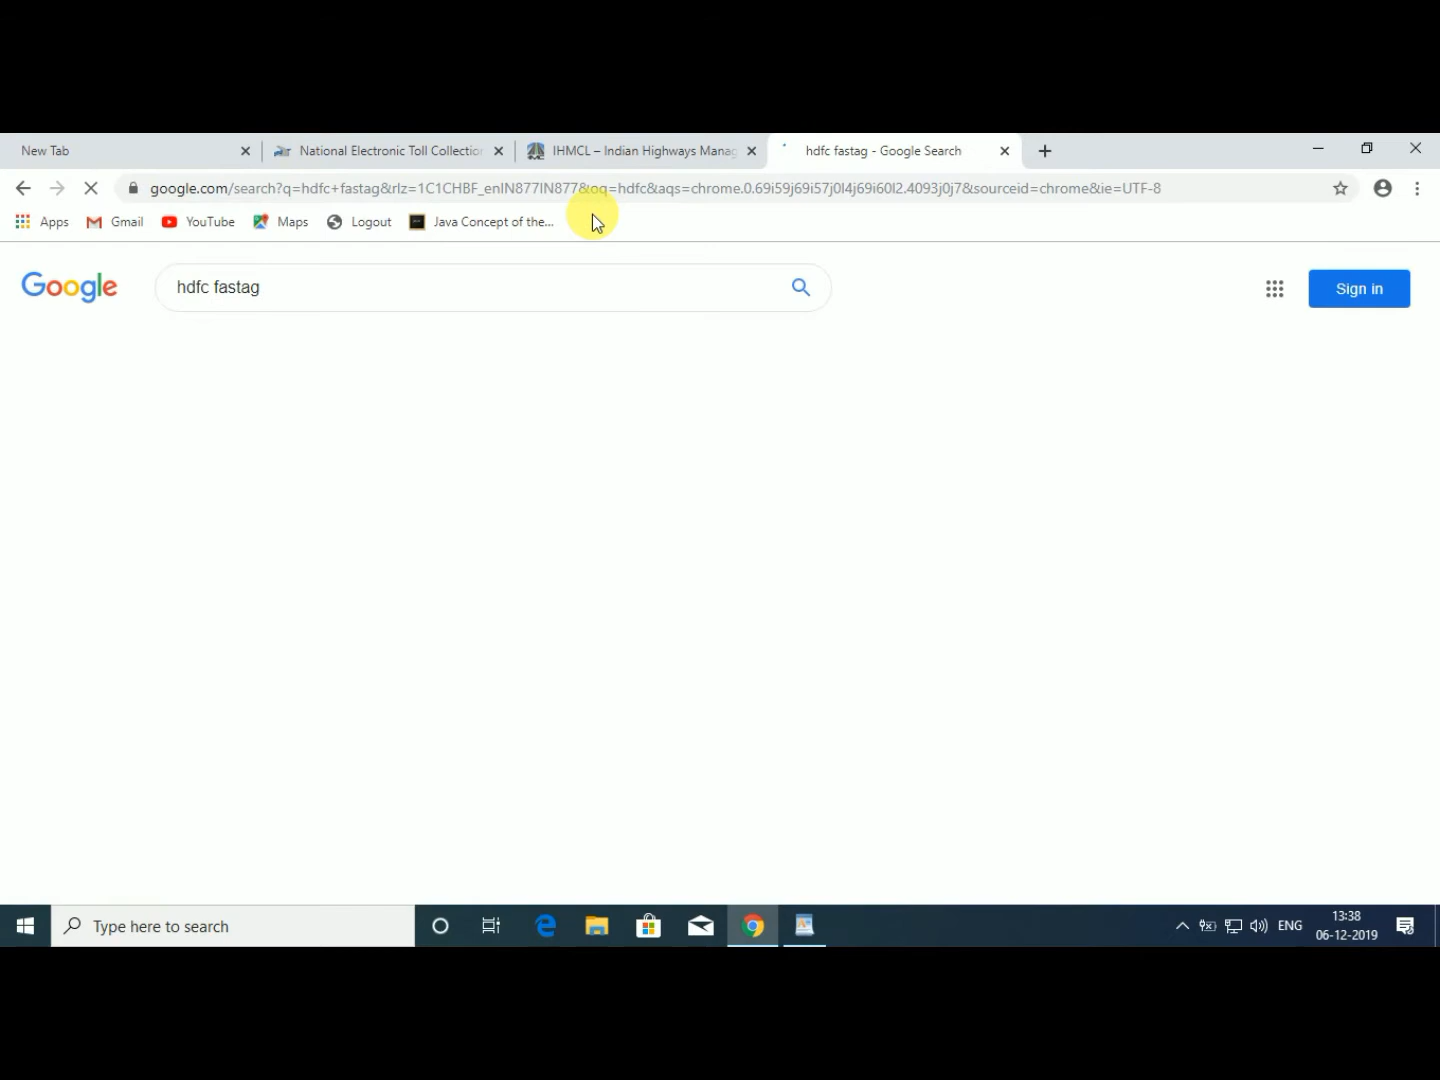 New Tab
National Electronic Toll Collection
IHMCL – Indian Highways Manag
hdfc fastag - Google Search
google.com/search?q=hdfc+fastag&rlz=1C1CHBF_enIN877IN877&oq=hdfc&aqs=chrome.0.69i59j69i57j0l4j69i60l2.4093j0j7&sourceid=chrome&ie=UTF-8
Apps
Gmail
YouTube
Maps
Logout
Java Concept of the...
Google
hdfc fastag
Sign in
Type here to search
ENG
13:38
06-12-2019